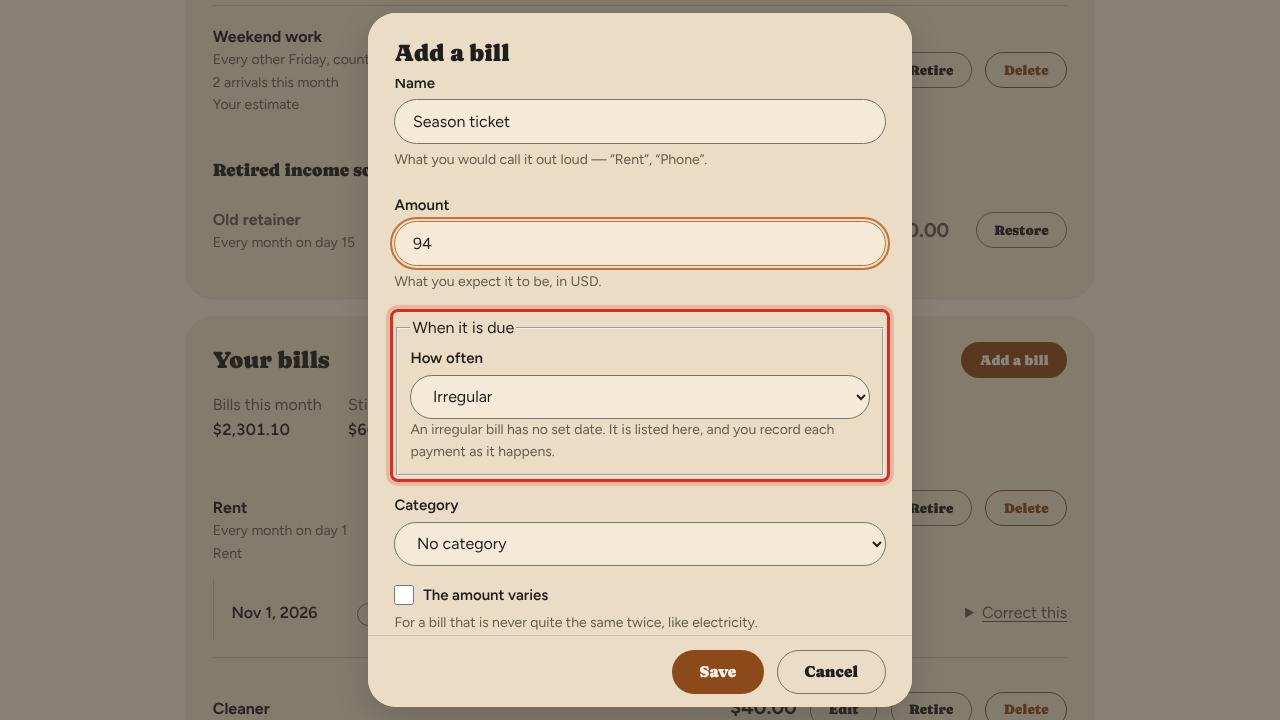 Add a bill
Name
Season ticket
What you would call it out loud — “Rent”, “Phone”.
Amount
94
What you expect it to be, in USD.
When it is due
How often
Irregular
An irregular bill has no set date. It is listed here, and you record each
payment as it happens.
Category
No category
The amount varies
For a bill that is never quite the same twice, like electricity.
Save
Cancel
Weekend work
Every other Friday,
2 arrivals this month
Your estimate
Retire
Delete
Retired income
Old retainer
Every month on day 15
Restore
Your bills
Add a bill
Bills this month
$2,301.10
Rent
Every month on day 1
Rent
Retire
Delete
Nov 1, 2026
Correct this
Cleaner
$40.00
Edit
Retire
Delete